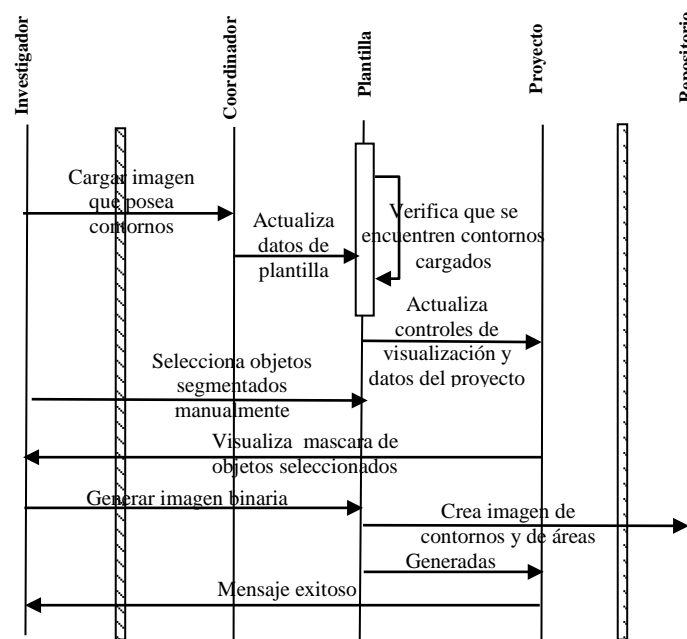 Investigador
Coordinador
Plantilla
Proyecto
Repositorio
Cargar imagen
que posea
contornos
Actualiza
datos de
plantilla
Verifica que se
encuentren contornos
cargados
Actualiza
controles de
visualización y
datos del proyecto
Selecciona objetos
segmentados
manualmente
Visualiza mascara de
objetos seleccionados
Generar imagen binaria
Crea imagen de
contornos y de áreas
Generadas
Mensaje exitoso